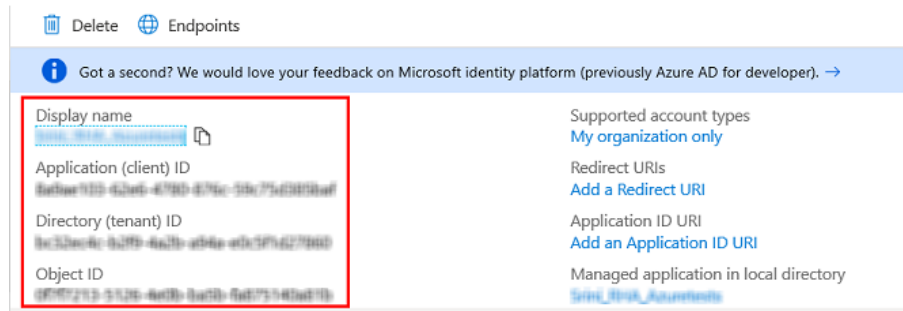 Delete Endpoints
Got a second? We would love your feedback on Microsoft identity platform (previously Azure AD for developer). →
Display name
Application (client) ID
Directory (tenant) ID
Object ID
Supported account types
My organization only
Redirect URIs
Add a Redirect URI
Application ID URI
Add an Application ID URI
Managed application in local directory